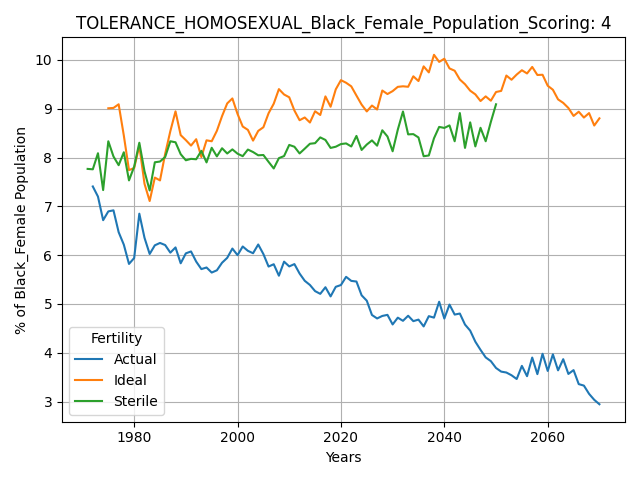 TOLERANCE_HOMOSEXUAL_Black_Female_Population_Scoring: 4
% of Black_Female Population
10
9
8
7
6
5
4
3
Fertility
Actual
Ideal
Sterile
1980 2000 2020 2040 2060
Years